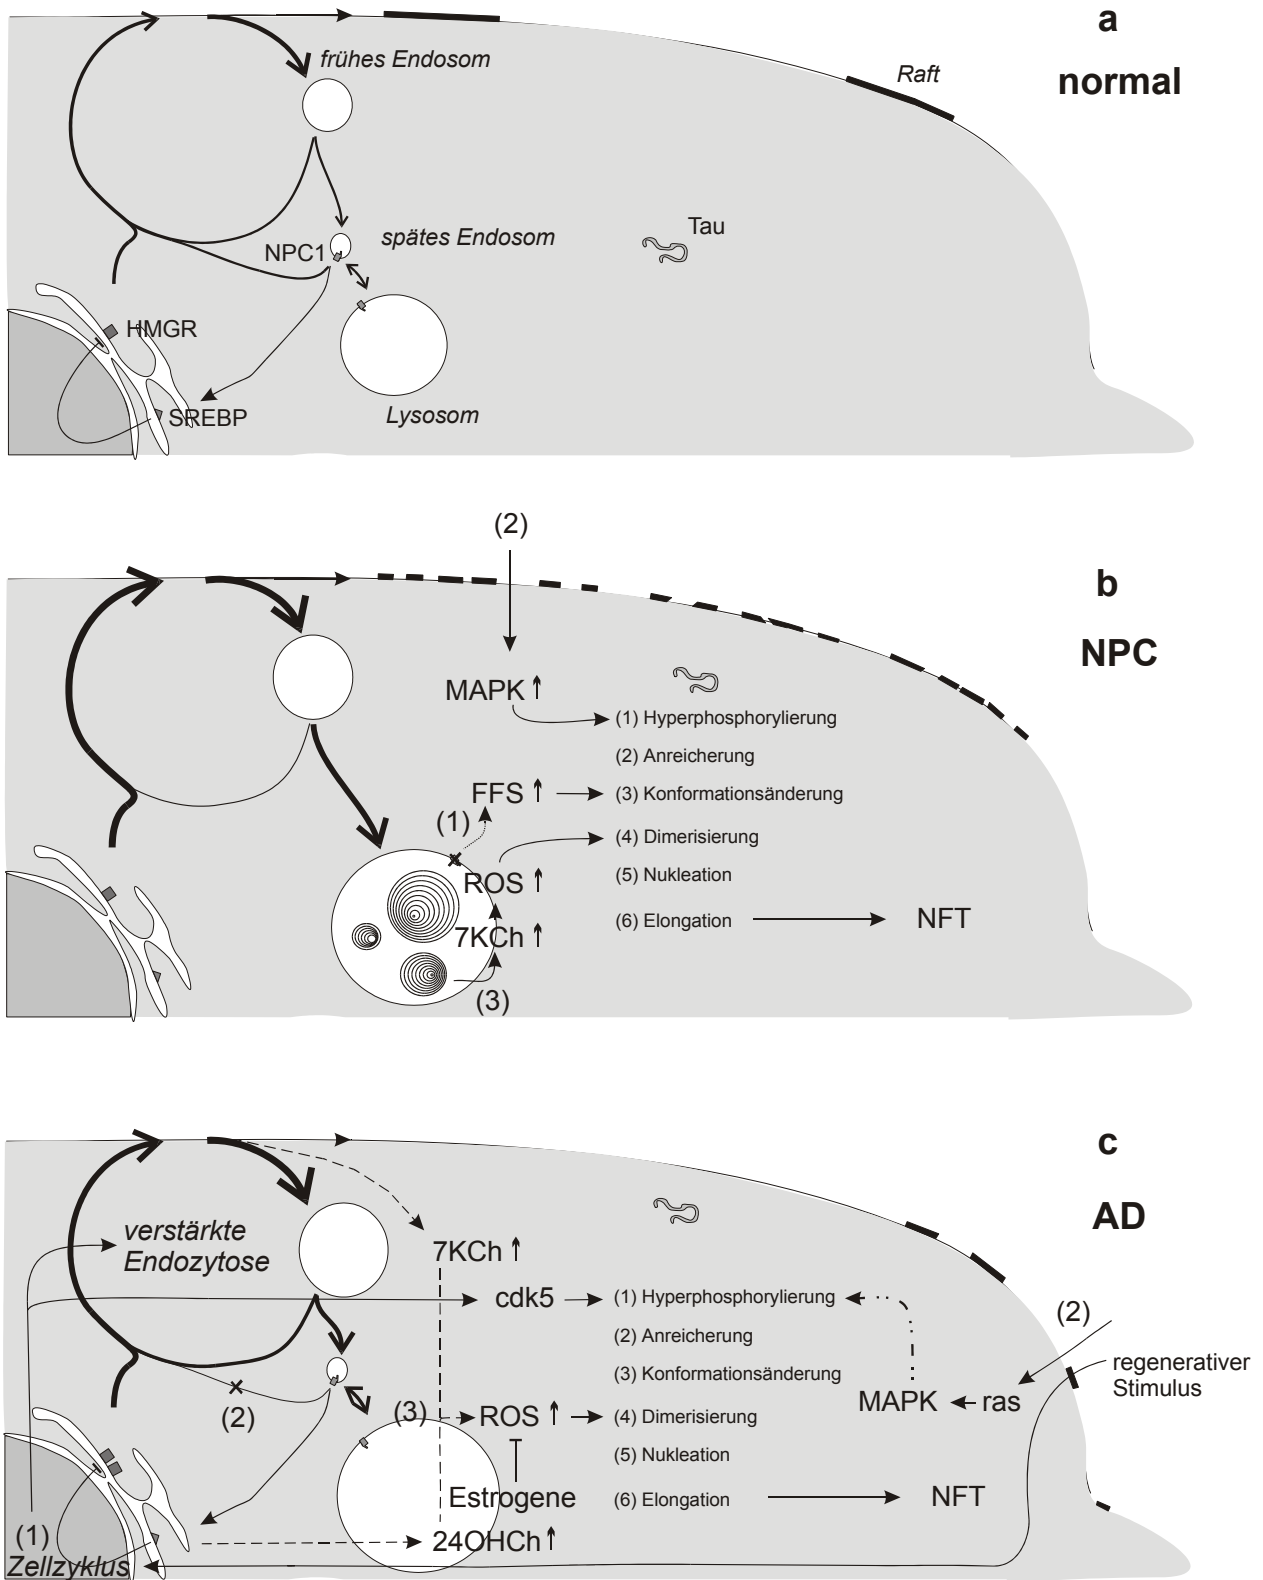 a
normal
frühes Endosom
Raft
Tau
spätes Endosom
NPC1
HMGR
SREBP
Lysosom
(2)
b
NPC
MAPK
(1) Hyperphosphorylierung
(2) Anreicherung
FFS
(3) Konformationsänderung
(1)
(4) Dimerisierung
ROS
(5) Nukleation
(6) Elongation
NFT
7KCh
(3)
c
AD
verstärkte
Endozytose
7KCh
cdk5
(1) Hyperphosphorylierung
(2) Anreicherung
(2)
regenerativer
Stimulus
(3) Konformationsänderung
MAPK
ras
(2)
(3)
ROS
(4) Dimerisierung
(5) Nukleation
Estrogene
(6) Elongation
NFT
(1)
24OHCh
Zellzyklus